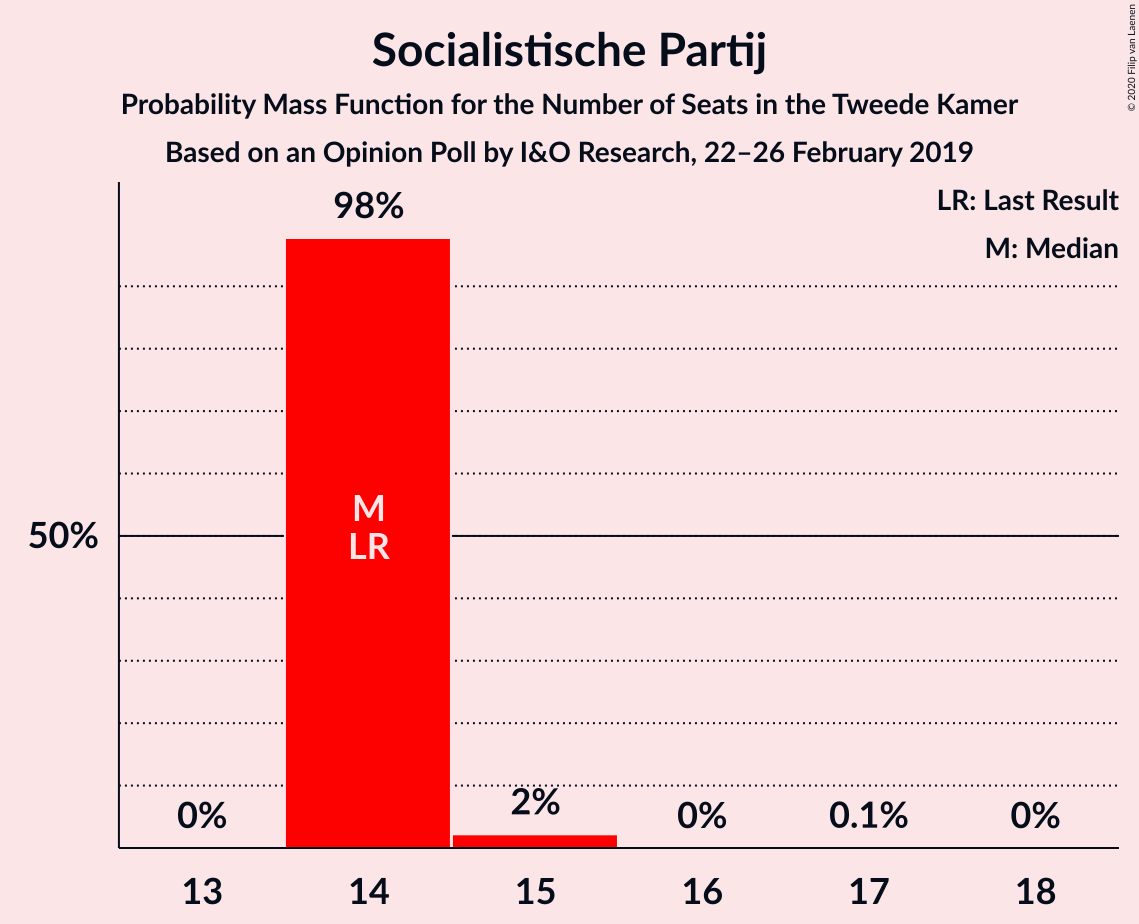 Socialistische Partij
Probability Mass Function for the Number of Seats in the Tweede Kamer
Based on an Opinion Poll by I&O Research, 22–26 February 2019
© 2020 Filip van Laenen
LR: Last Result
M: Median
98%
M
LR
50%
0%
2%
0%
0.1%
0%
13
14
15
16
17
18